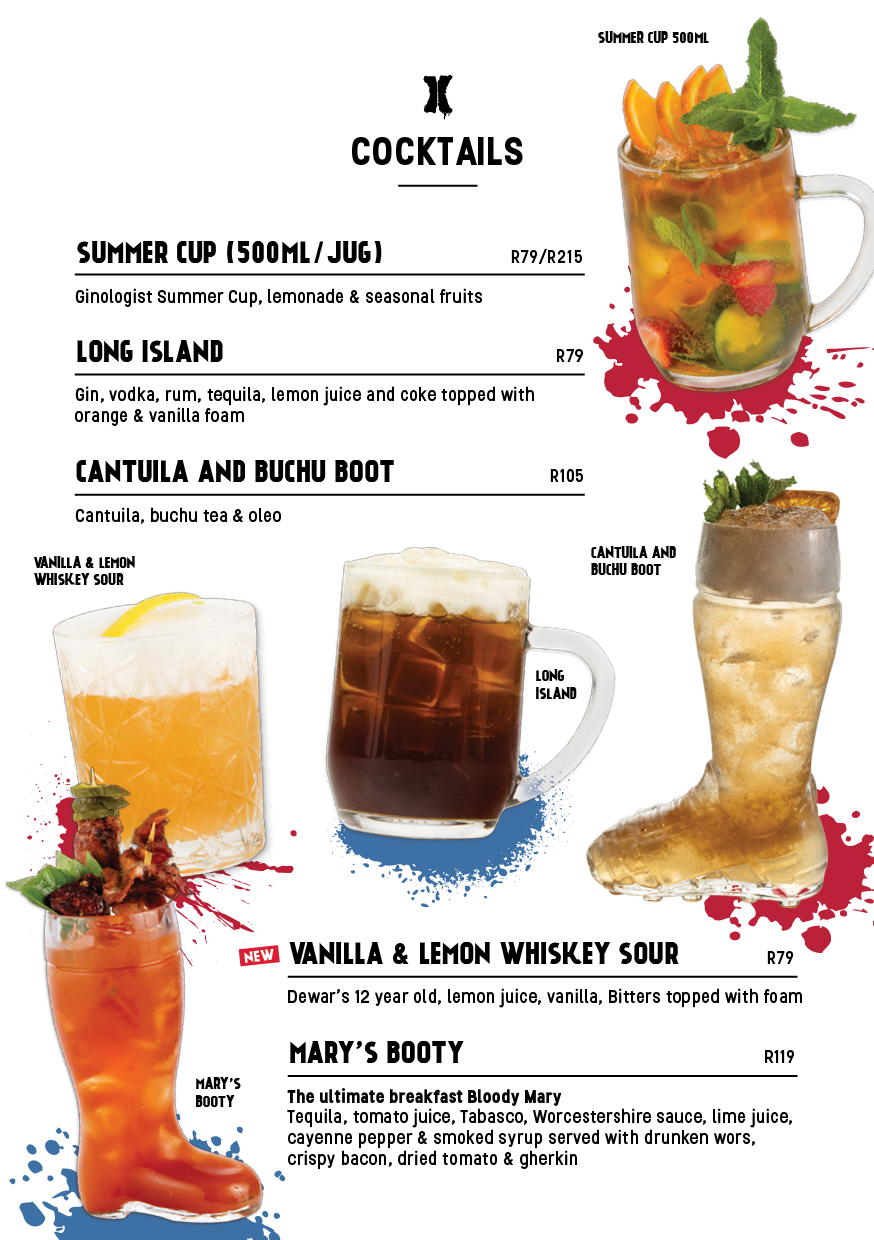 SUMMER CUP 500ML
COCKTAILS
SUMMER CUP (500ML/JUG) R79/R215
Ginologist Summer Cup, lemonade & seasonal fruits
LONG ISLAND R79
Gin, vodka, rum, tequila, lemon juice and coke topped with
orange & vanilla foam
CANTUILA AND BUCHU BOOT R105
Cantuila, buchu tea & oleo
VANILLA & LEMON
WHISKEY SOUR
CANTUILA AND
BUCHU BOOT
LONG
ISLAND
NEW VANILLA & LEMON WHISKEY SOUR R79
Dewar's 12 year old, lemon juice, vanilla, Bitters topped with foam
MARY'S BOOTY R119
MARY'S
BOOTY
The ultimate breakfast Bloody Mary
Tequila, tomato juice, Tabasco, Worcestershire sauce, lime juice,
cayenne pepper & smoked syrup served with drunken wors,
crispy bacon, dried tomato & gherkin